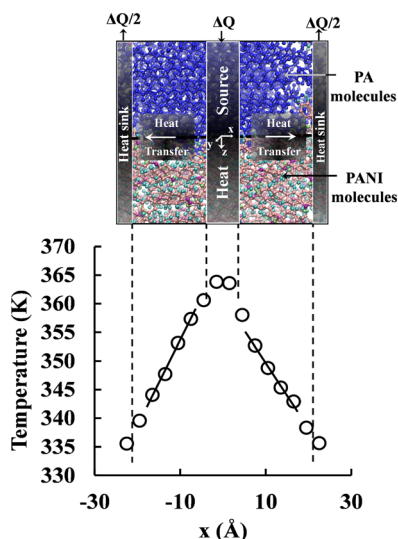 ΔQ/2 ΔQ ΔQ/2
Heat sink
Heat Source
Heat sink
Heat
Transfer
Heat
Transfer
x
y
z
PA
molecules
PANI
molecules
370
365
360
355
350
345
340
335
330
Temperature (K)
-30 -10 10 30
x (Å)